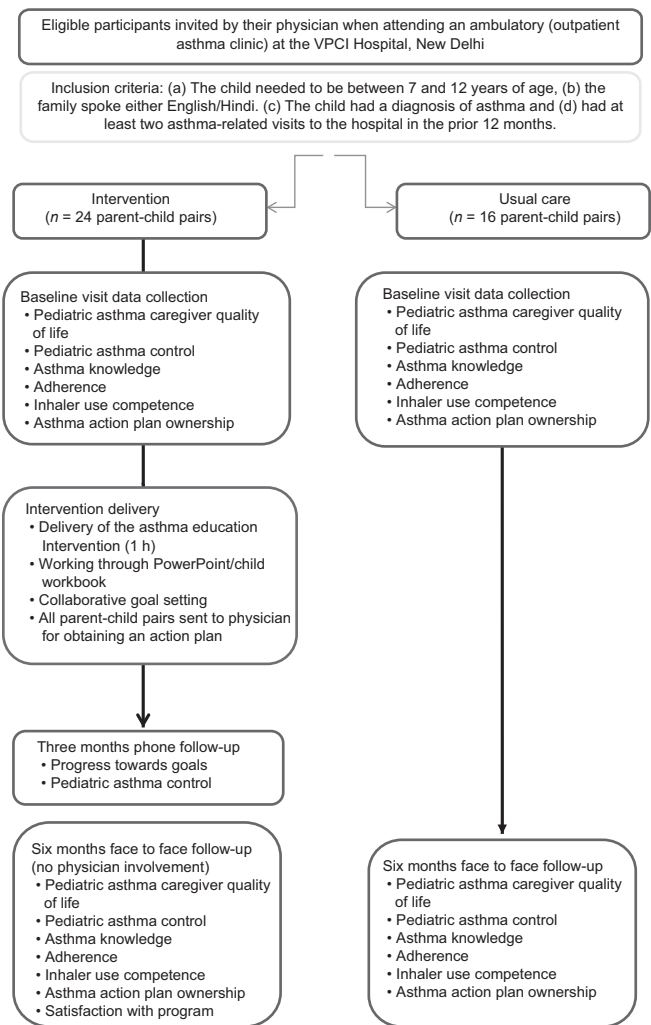 Eligible participants invited by their physician when attending an ambulatory (outpatient
asthma clinic) at the VPCI Hospital, New Delhi
Inclusion criteria: (a) The child needed to be between 7 and 12 years of age, (b) the
family spoke either English/Hindi. (c) The child had a diagnosis of asthma and (d) had at
least two asthma-related visits to the hospital in the prior 12 months.
Intervention
(n = 24 parent-child pairs)
Usual care
(n = 16 parent-child pairs)
Baseline visit data collection
• Pediatric asthma caregiver quality
of life
• Pediatric asthma control
• Asthma knowledge
• Adherence
• Inhaler use competence
• Asthma action plan ownership
Baseline visit data collection
• Pediatric asthma caregiver quality
of life
• Pediatric asthma control
• Asthma knowledge
• Adherence
• Inhaler use competence
• Asthma action plan ownership
Intervention delivery
• Delivery of the asthma education
Intervention (1 h)
• Working through PowerPoint/child
workbook
• Collaborative goal setting
• All parent-child pairs sent to physician
for obtaining an action plan
Three months phone follow-up
• Progress towards goals
• Pediatric asthma control
Six months face to face follow-up
(no physician involvement)
• Pediatric asthma caregiver quality
of life
• Pediatric asthma control
• Asthma knowledge
• Adherence
• Inhaler use competence
• Asthma action plan ownership
• Satisfaction with program
Six months face to face follow-up
• Pediatric asthma caregiver quality
of life
• Pediatric asthma control
• Asthma knowledge
• Adherence
• Inhaler use competence
• Asthma action plan ownership